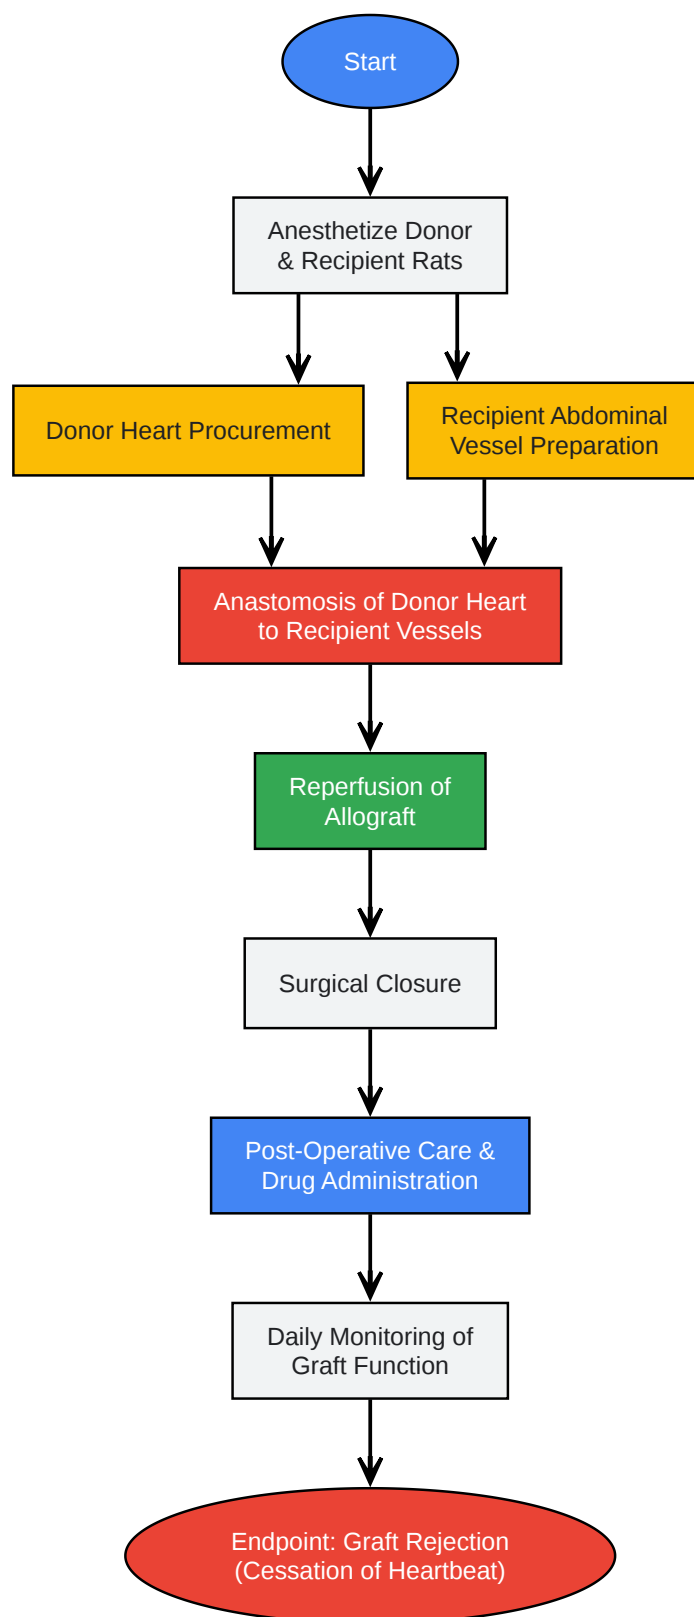 Start
Anesthetize Donor
& Recipient Rats
Donor Heart Procurement
Recipient Abdominal
Vessel Preparation
Anastomosis of Donor Heart
to Recipient Vessels
Reperfusion of
Allograft
Surgical Closure
Post-Operative Care &
Drug Administration
Daily Monitoring of
Graft Function
Endpoint: Graft Rejection
(Cessation of Heartbeat)